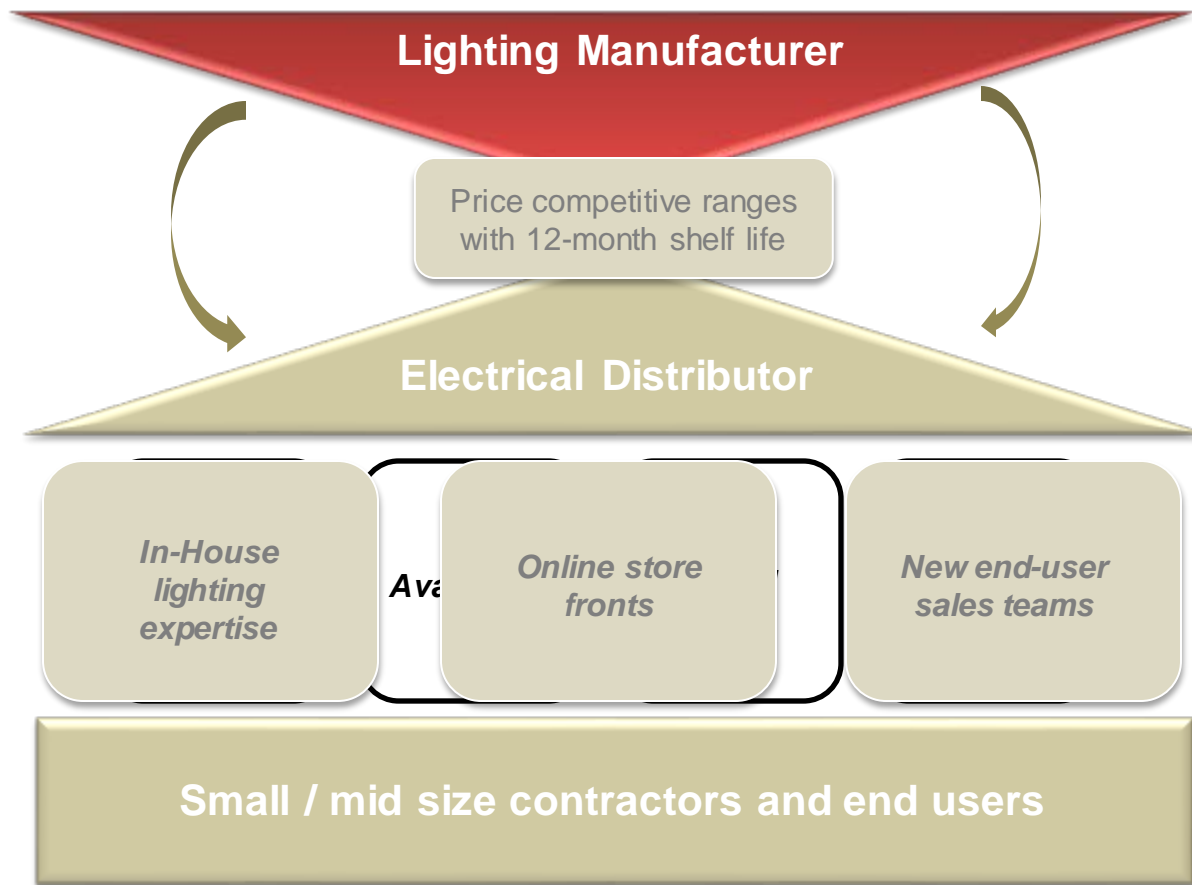 Lighting Manufacturer
Price competitive ranges
with 12-month shelf life
Electrical Distributor
In-House
lighting
expertise
Online store
fronts
New end-user
sales teams
Small / mid size contractors and end users